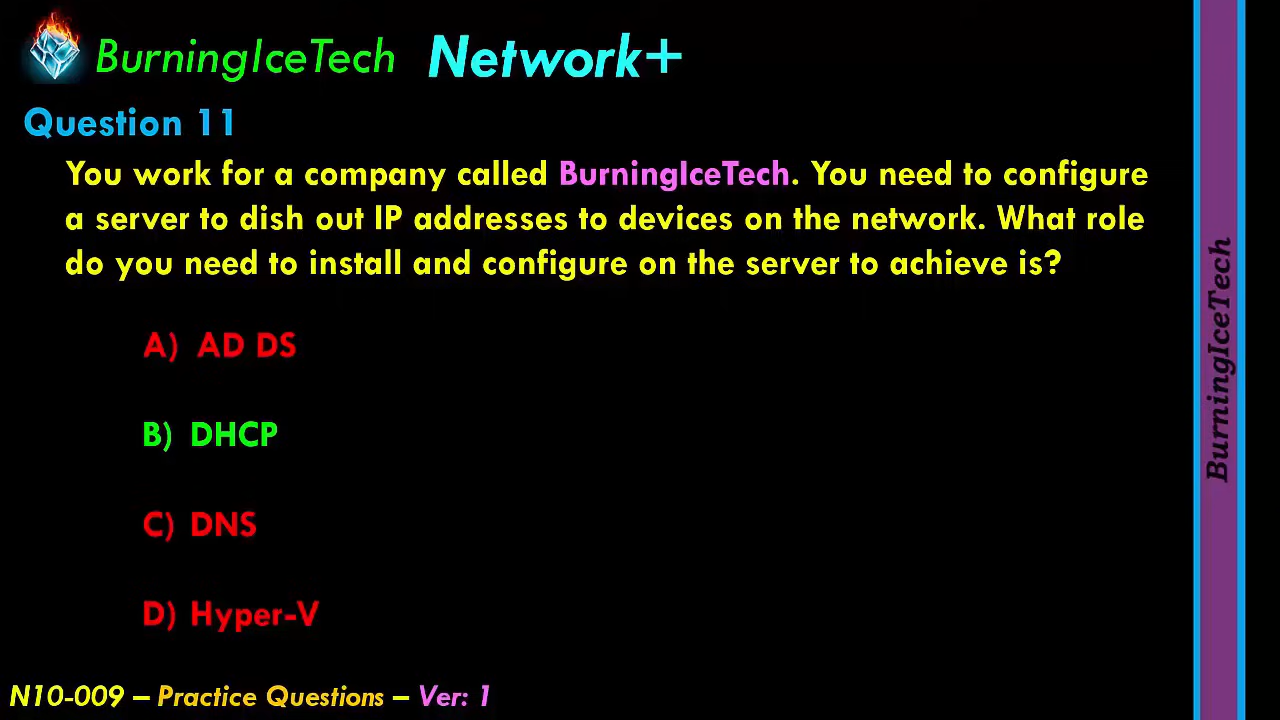 BurningIceTech Network+
Question 11
You work for a company called BurningIceTech. You need to configure
a server to dish out IP addresses to devices on the network. What role
do you need to install and configure on the server to achieve is?
A) AD DS
B) DHCP
C) DNS
D) Hyper-V
N10-009 – Practice Questions – Ver: 1
BurningIceTech